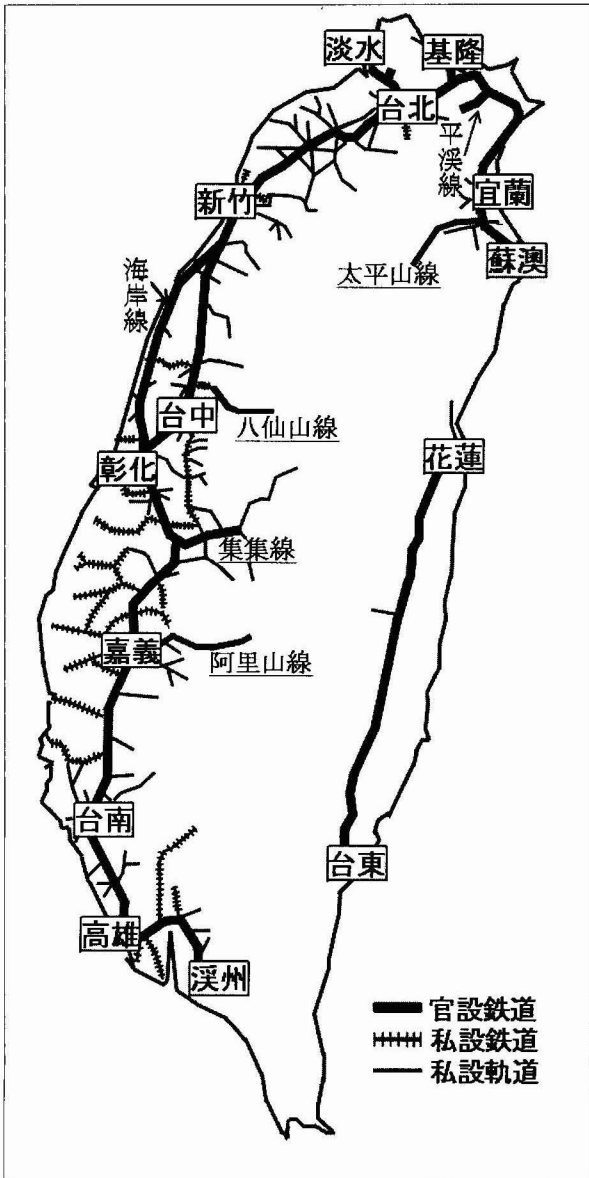 淡水
基隆
台北
平渓線
新竹
宜蘭
蘇澳
太平山線
海岸線
台中
八仙山線
彰化
花蓮
集集線
嘉義
阿里山線
台南
台東
高雄
渓州
官設鉄道
私設鉄道
私設軌道